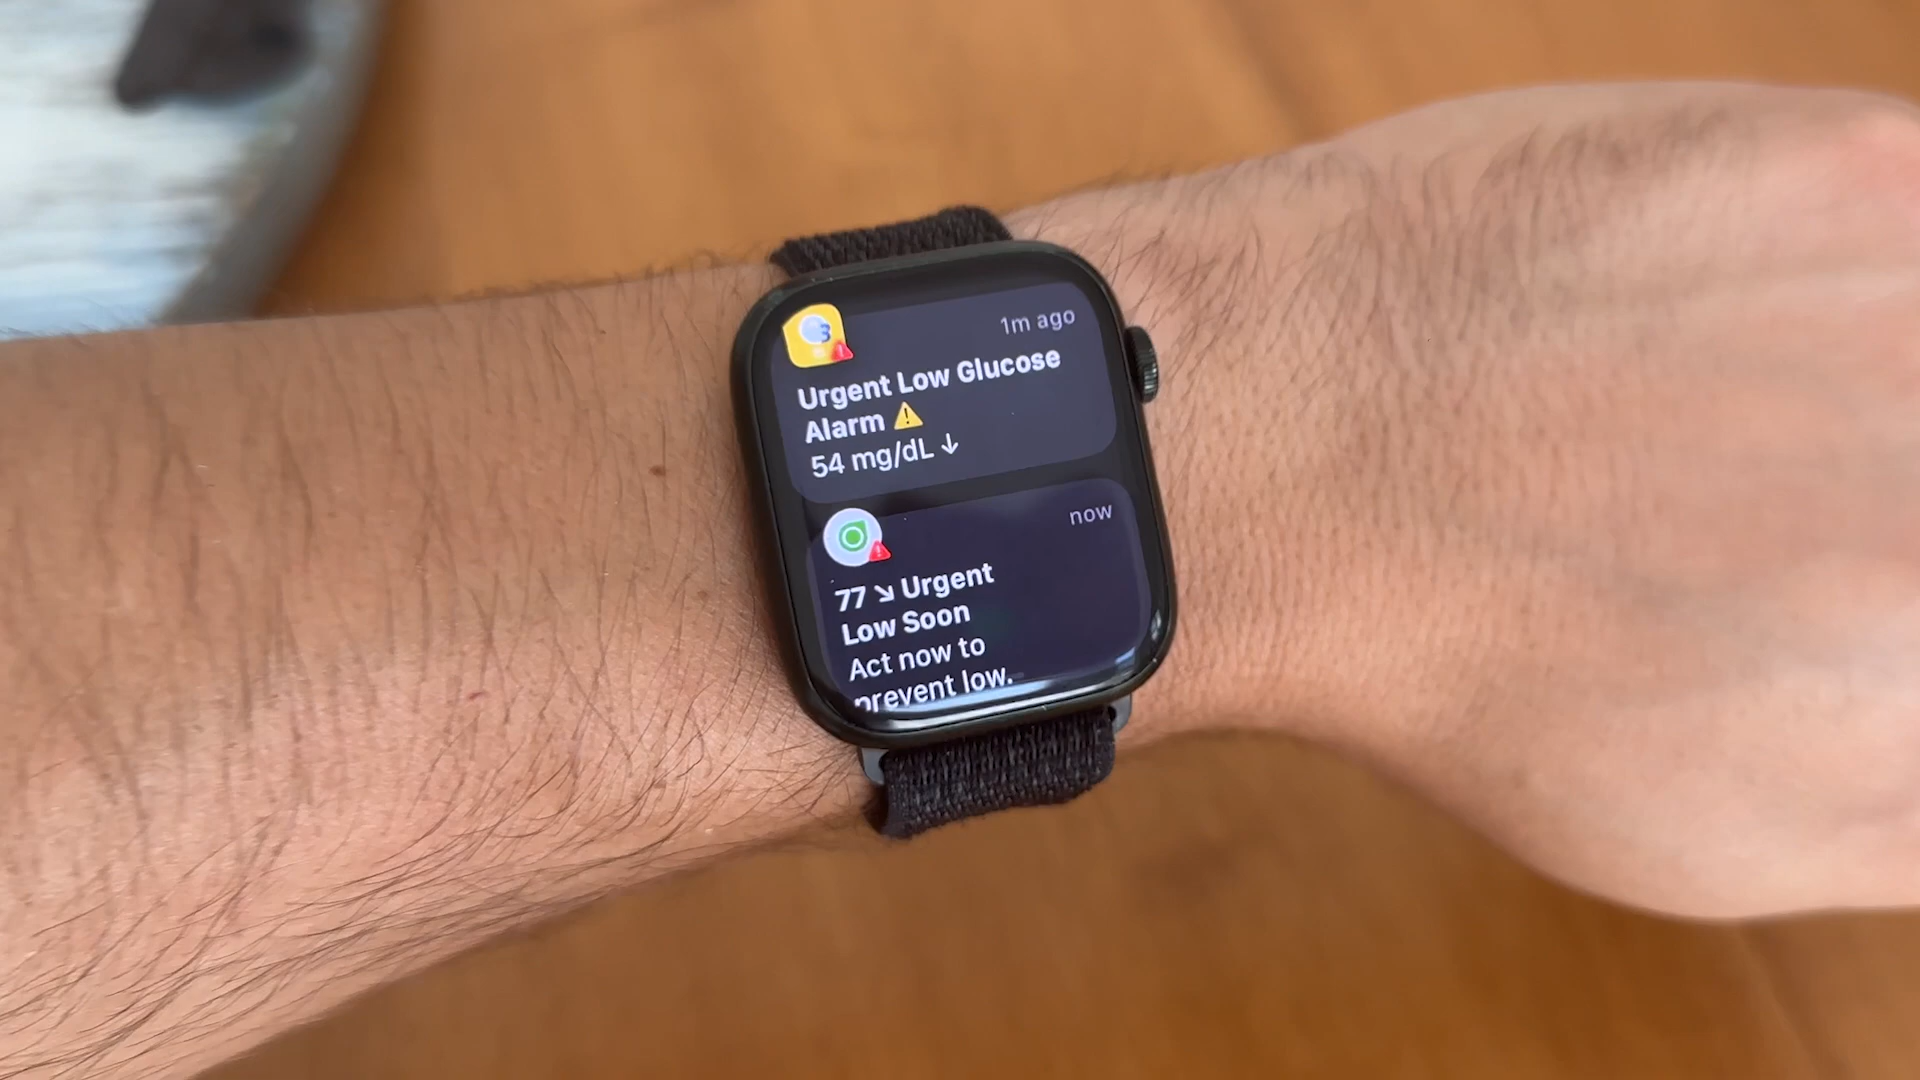 1m ago
Urgent Low Glucose
Alarm ⚠️
54 mg/dL ↓
now
77 ↘ Urgent
Low Soon
Act now to
prevent low.